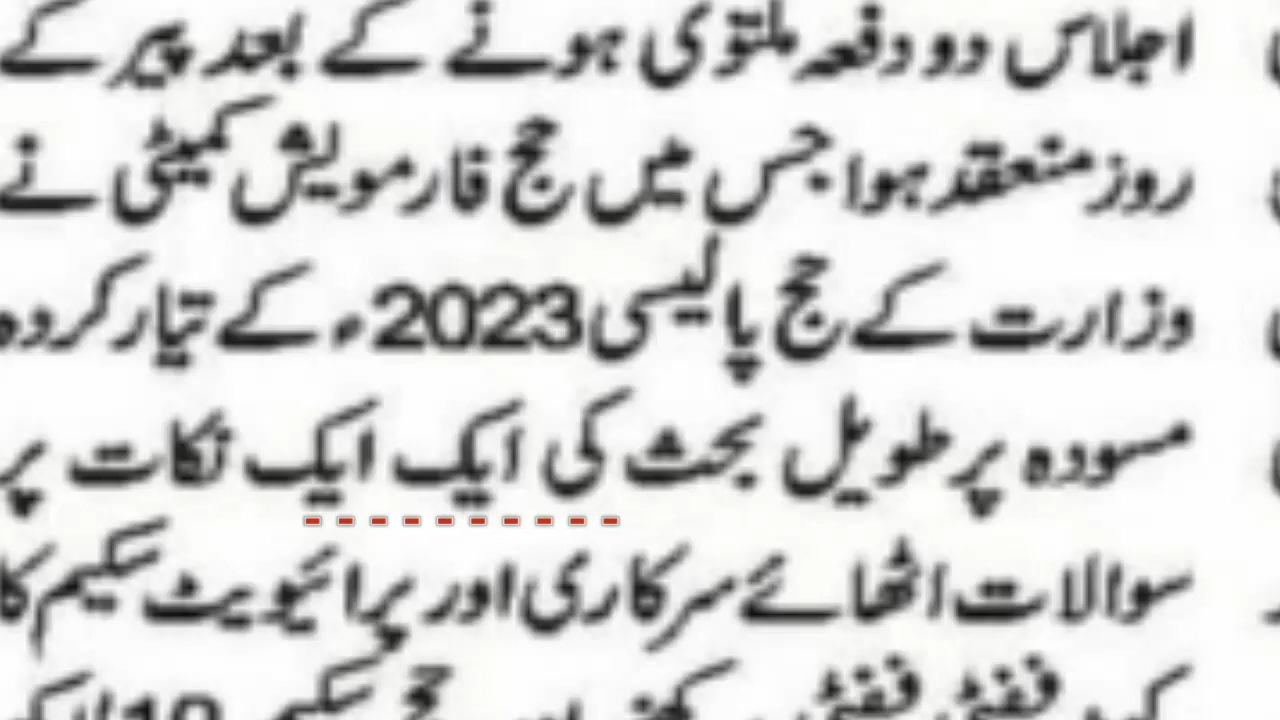 اجلاس دو دفعہ ملتوی ہونے کے بعد پیر کے
روز منعقد ہوا جس میں حج فارمویش کمیٹی نے
وزارت کے حج پالیسی 2023ء کے تیار کردہ
مسودہ پر طویل بحث کی ایک ایک نکات پر
سوالات اٹھائے سرکاری اور پرائیویٹ سکیم کا